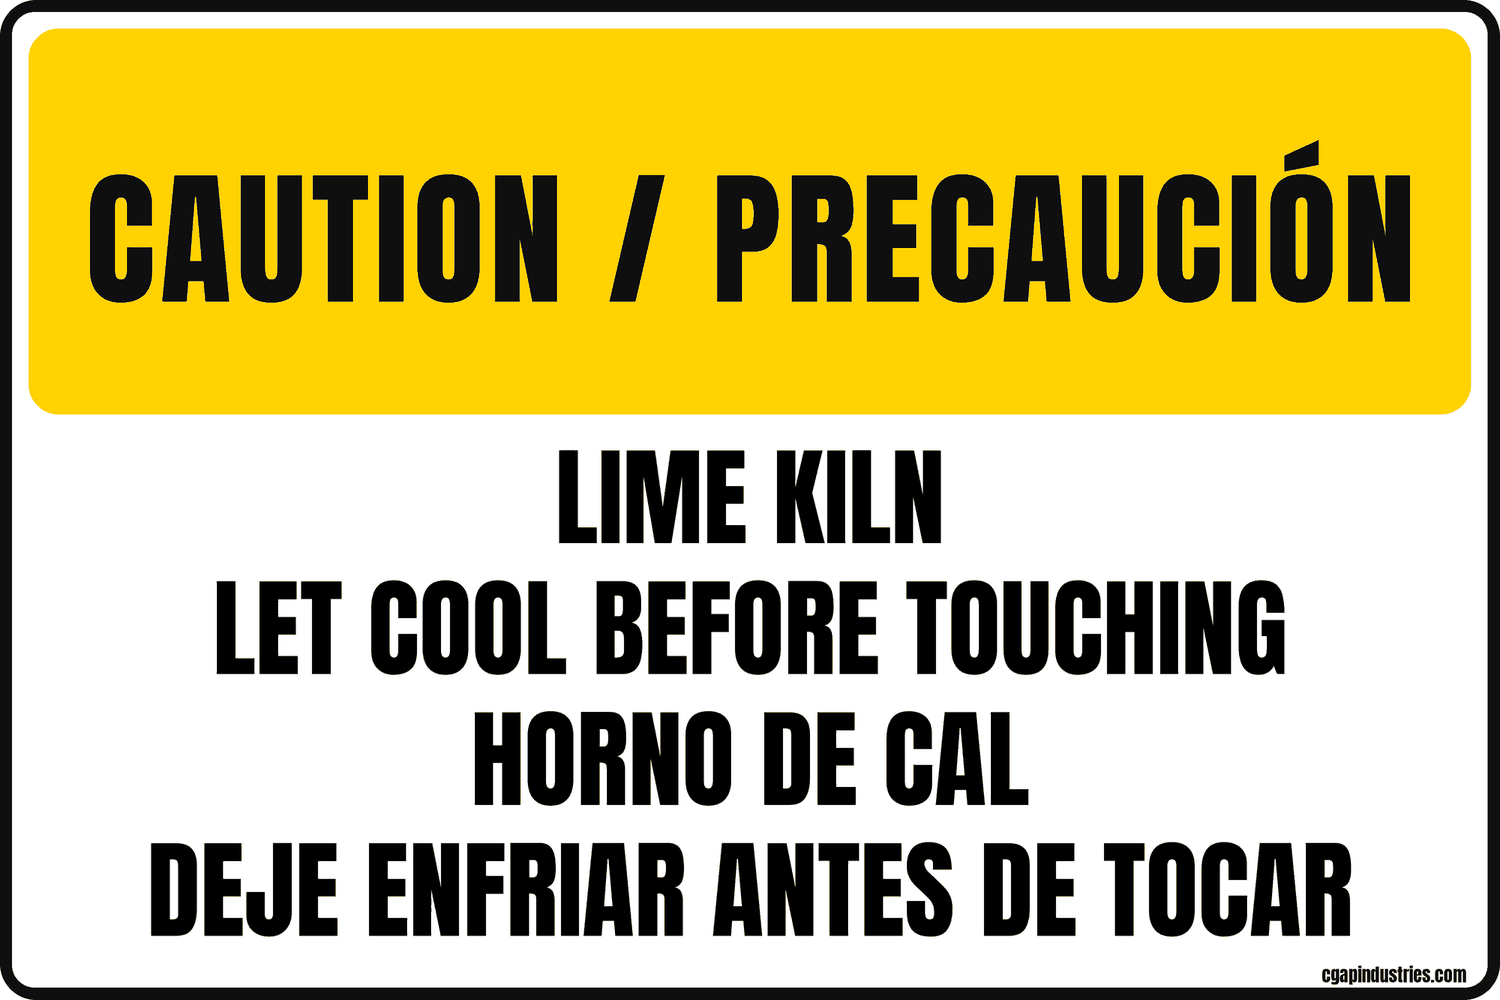 CAUTION / PRECAUCIÓN
LIME KILN
LET COOL BEFORE TOUCHING
HORNO DE CAL
DEJE ENFRIAR ANTES DE TOCAR
cgapindustries.com